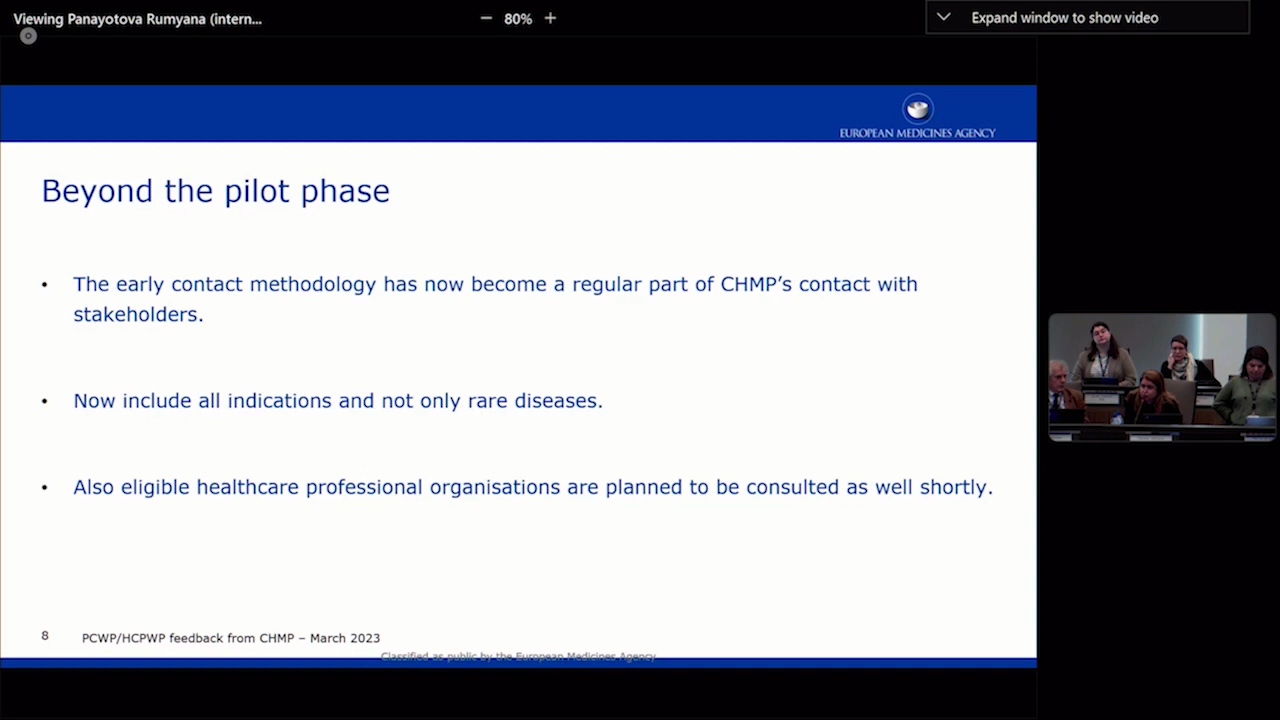 Viewing Panayotova Rumyana (intern...
80%
Expand window to show video
EUROPEAN MEDICINES AGENCY
Beyond the pilot phase
• The early contact methodology has now become a regular part of CHMP's contact with
stakeholders.
• Now include all indications and not only rare diseases.
• Also eligible healthcare professional organisations are planned to be consulted as well shortly.
8 PCWP/HCPWP feedback from CHMP – March 2023
Classified as public by the European Medicines Agency